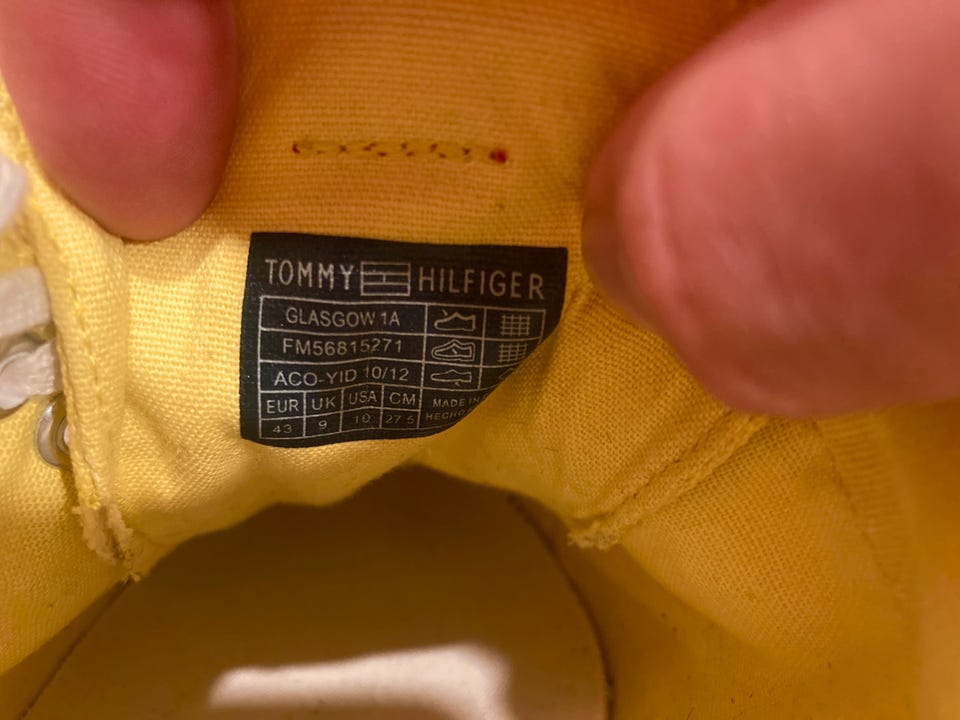 TOMMY HILFIGER
GLASGOW 1A
FM56815271
ACO-YID 10/12
EUR UK USA CM MADE IN
43 9 10 27.5 HECHO